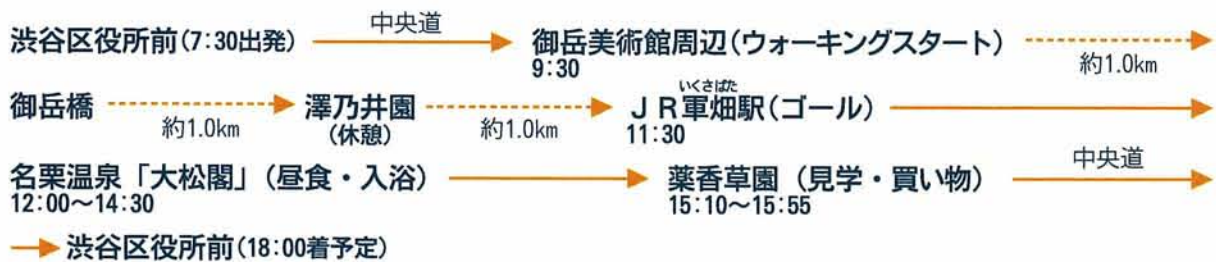 渋谷区役所前(7:30出発) 中央道 御岳美術館周辺(ウォーキングスタート)
9:30 約1.0km
御岳橋 約1.0km 澤乃井園 約1.0km JR軍畑駅(ゴール)
いくさばた
(休憩) 11:30
名栗温泉「大松閣」(昼食・入浴) 薬香草園(見学・買い物) 中央道
12:00〜14:30 15:10〜15:55
渋谷区役所前(18:00着予定)